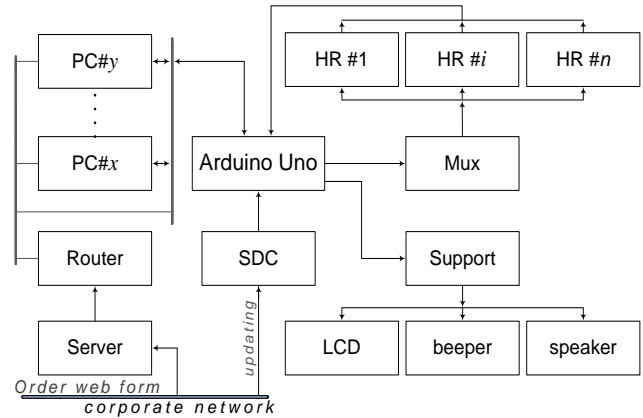 PC#y
HR #1
HR #i
HR #n
PC#x
Arduino Uno
Mux
Router
SDC
Support
updating
Server
LCD
beeper
speaker
Order web form
corporate network